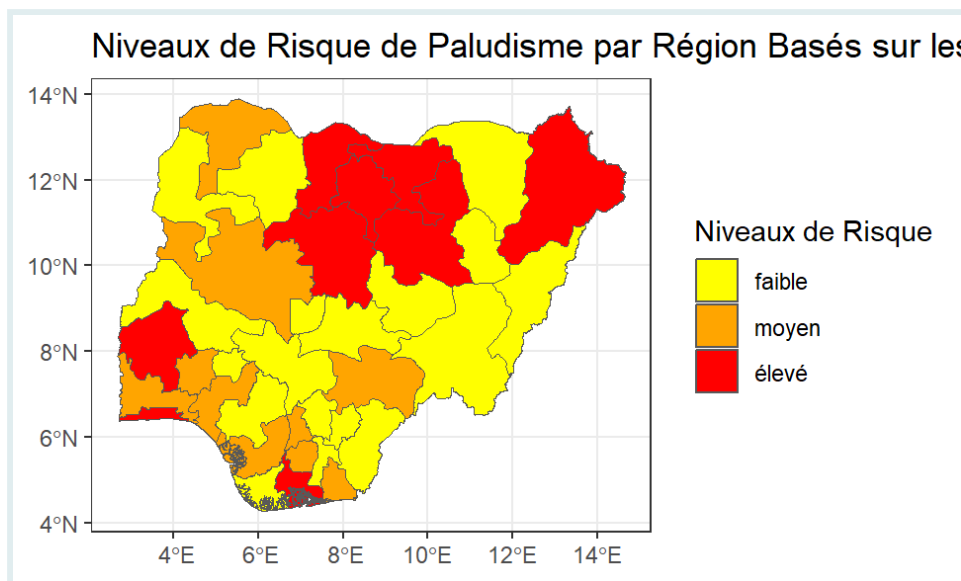 Niveaux de Risque de Paludisme par Région Basés sur les
14°N
12°N
10°N
8°N
6°N
4°N
4°E
6°E
8°E
10°E
12°E
14°E
Niveaux de Risque
faible
moyen
élevé